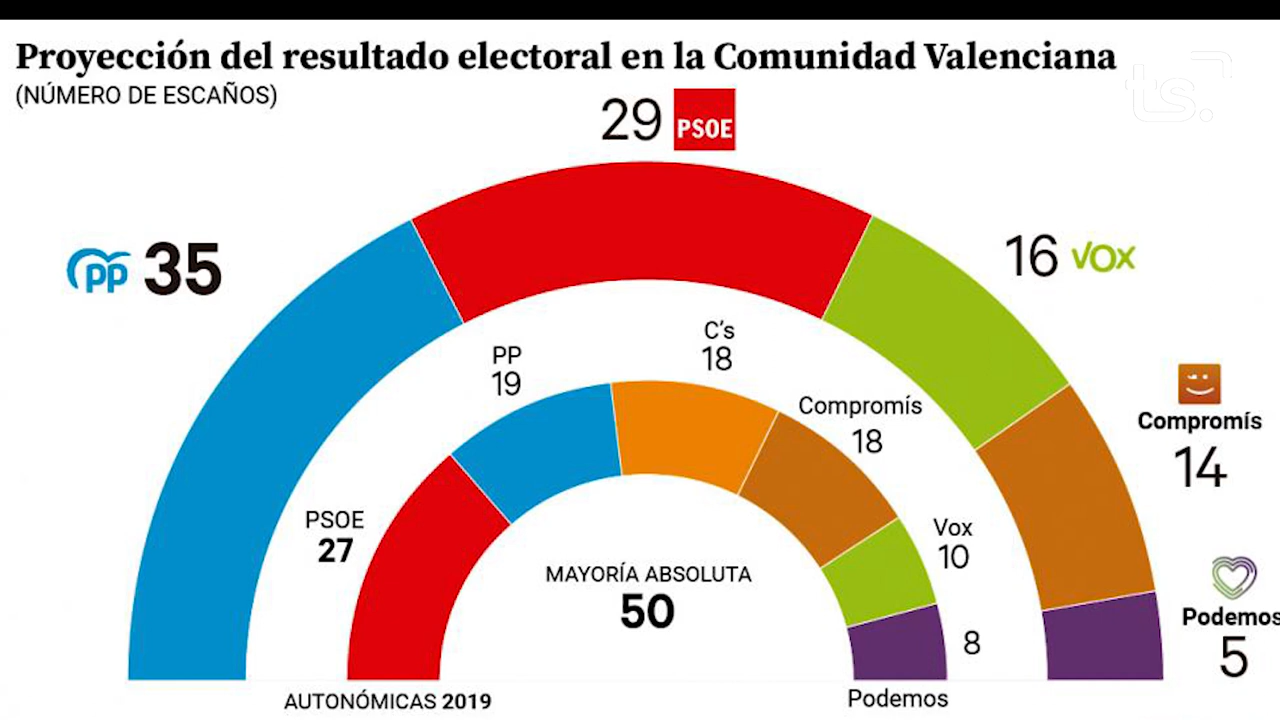 Proyección del resultado electoral en la Comunidad Valenciana
(NÚMERO DE ESCAÑOS)
ts.
29 PSOE
pp 35
16 VOX
Compromís
14
Podemos
5
PP
19
C's
18
Compromís
18
PSOE
27
Vox
10
8
MAYORÍA ABSOLUTA
50
AUTONÓMICAS 2019
Podemos